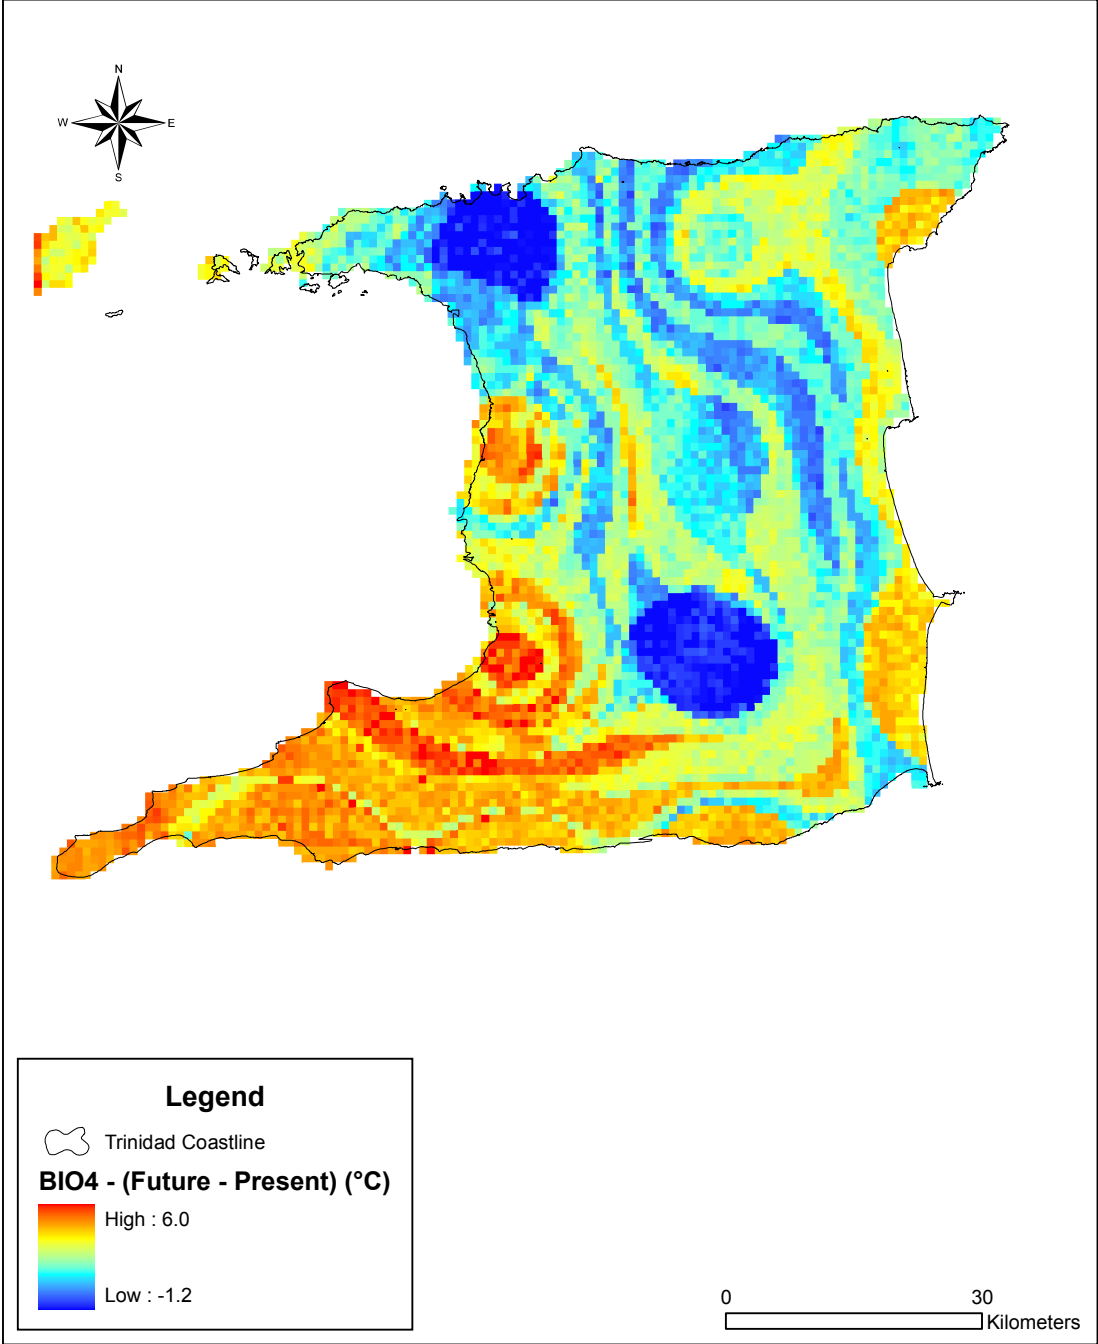 N
W E
S
Legend
Trinidad Coastline
BIO4 - (Future - Present) (°C)
High : 6.0
Low : -1.2
0 30
Kilometers